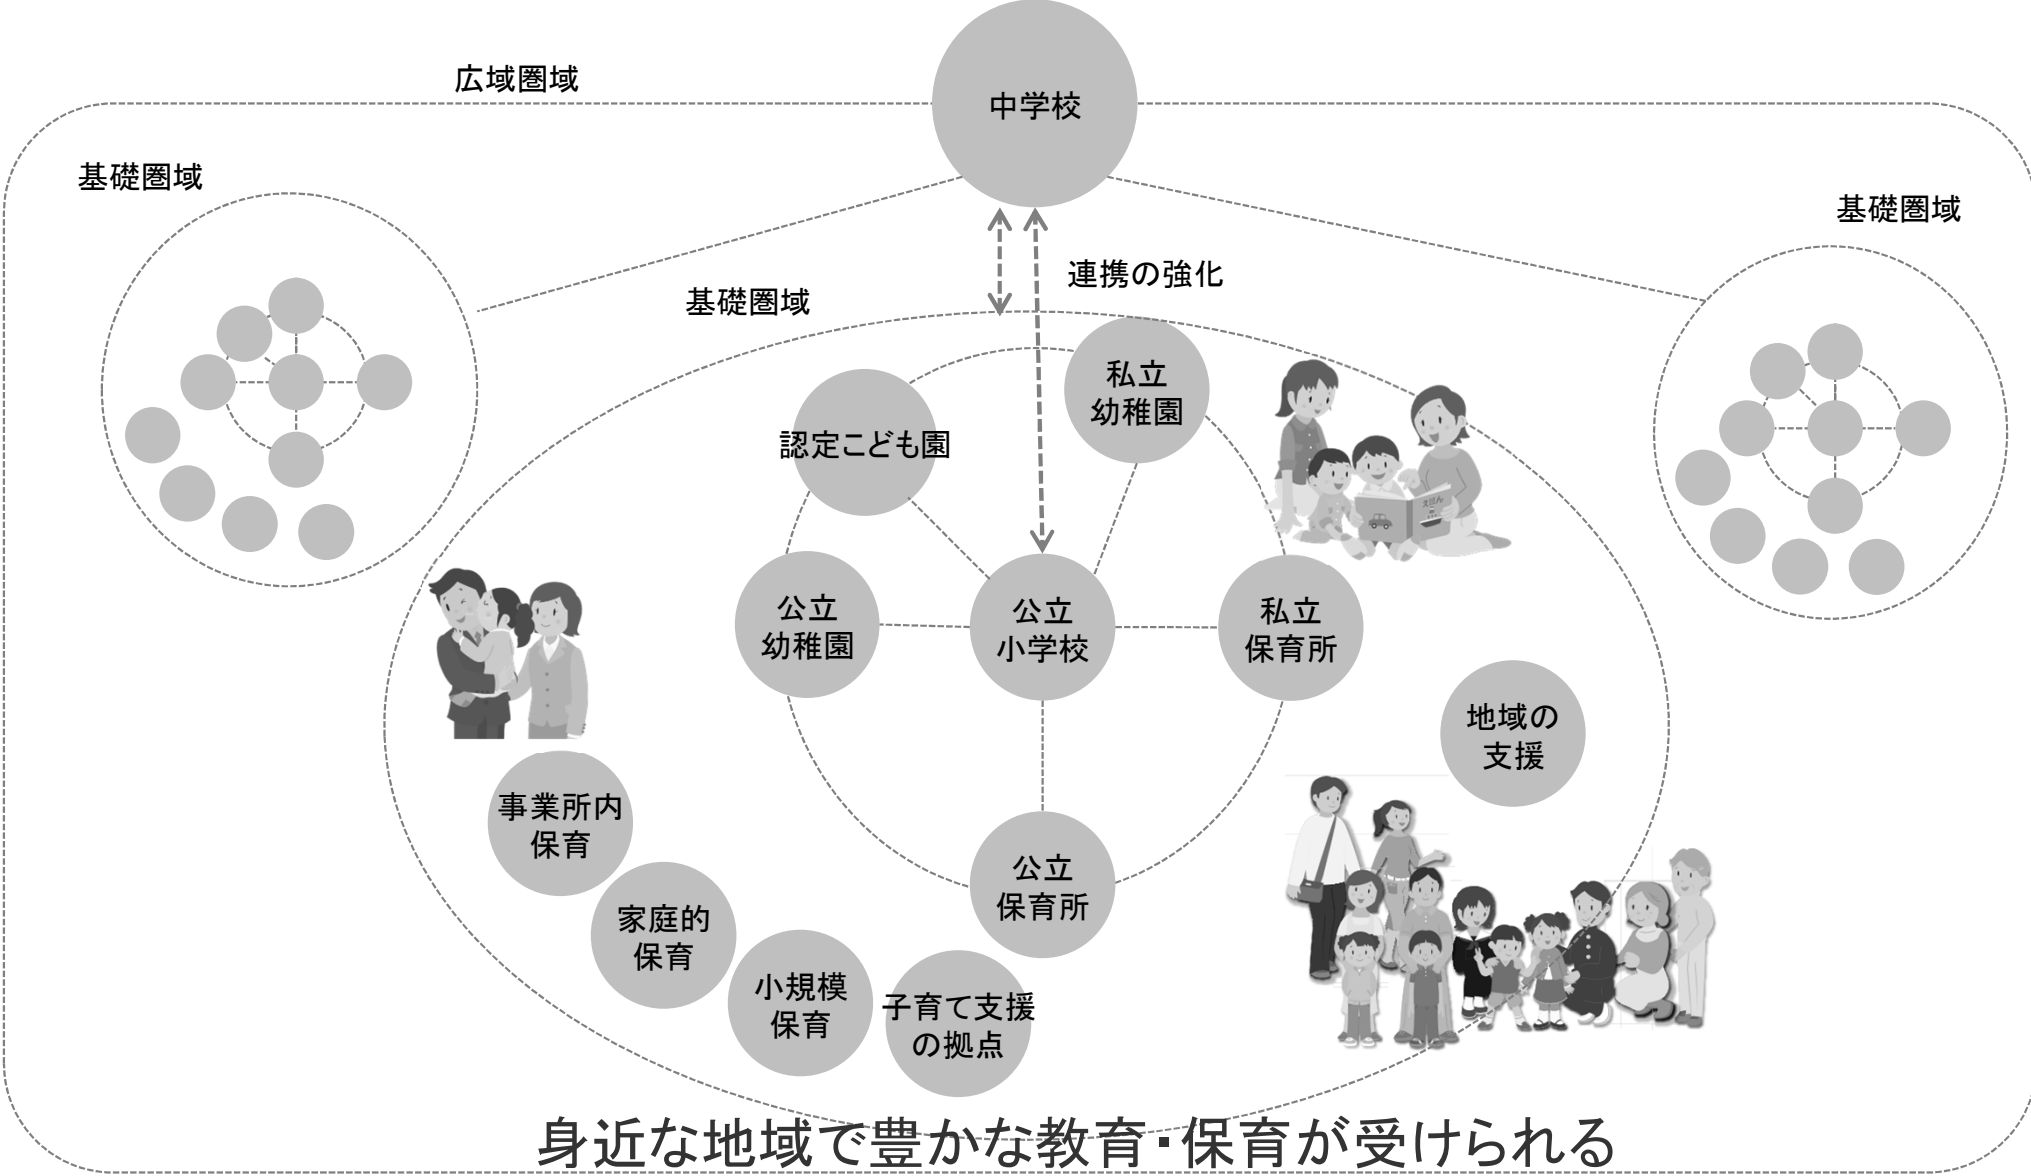 広域圏域
中学校
基礎圏域
基礎圏域
連携の強化
基礎圏域
私立
幼稚園
認定こども園
えほん
公立
幼稚園
公立
小学校
私立
保育所
地域の
支援
事業所内
保育
公立
保育所
家庭的
保育
小規模
保育
子育て支援
の拠点
身近な地域で豊かな教育・保育が受けられる